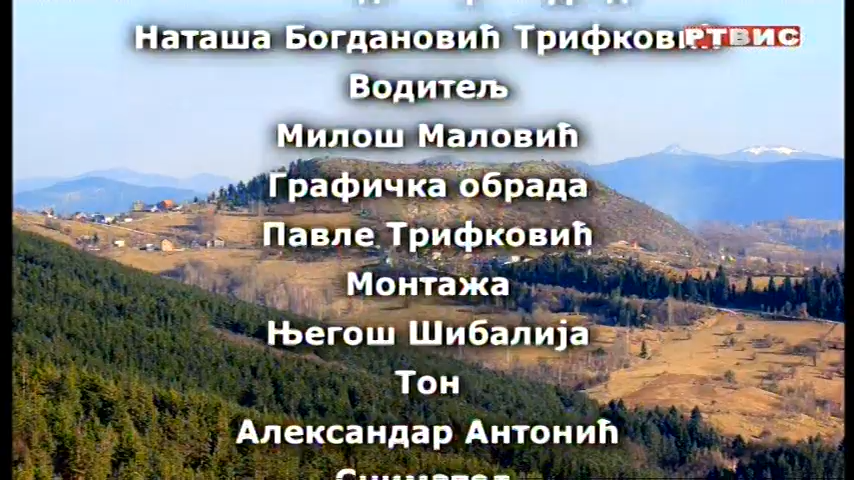 Наташа Богдановић Трифковић
РТВИС
Водитељ
Милош Маловић
Графичка обрада
Павле Трифковић
Монтажа
Његош Шибалија
Тон
Александар Антонић